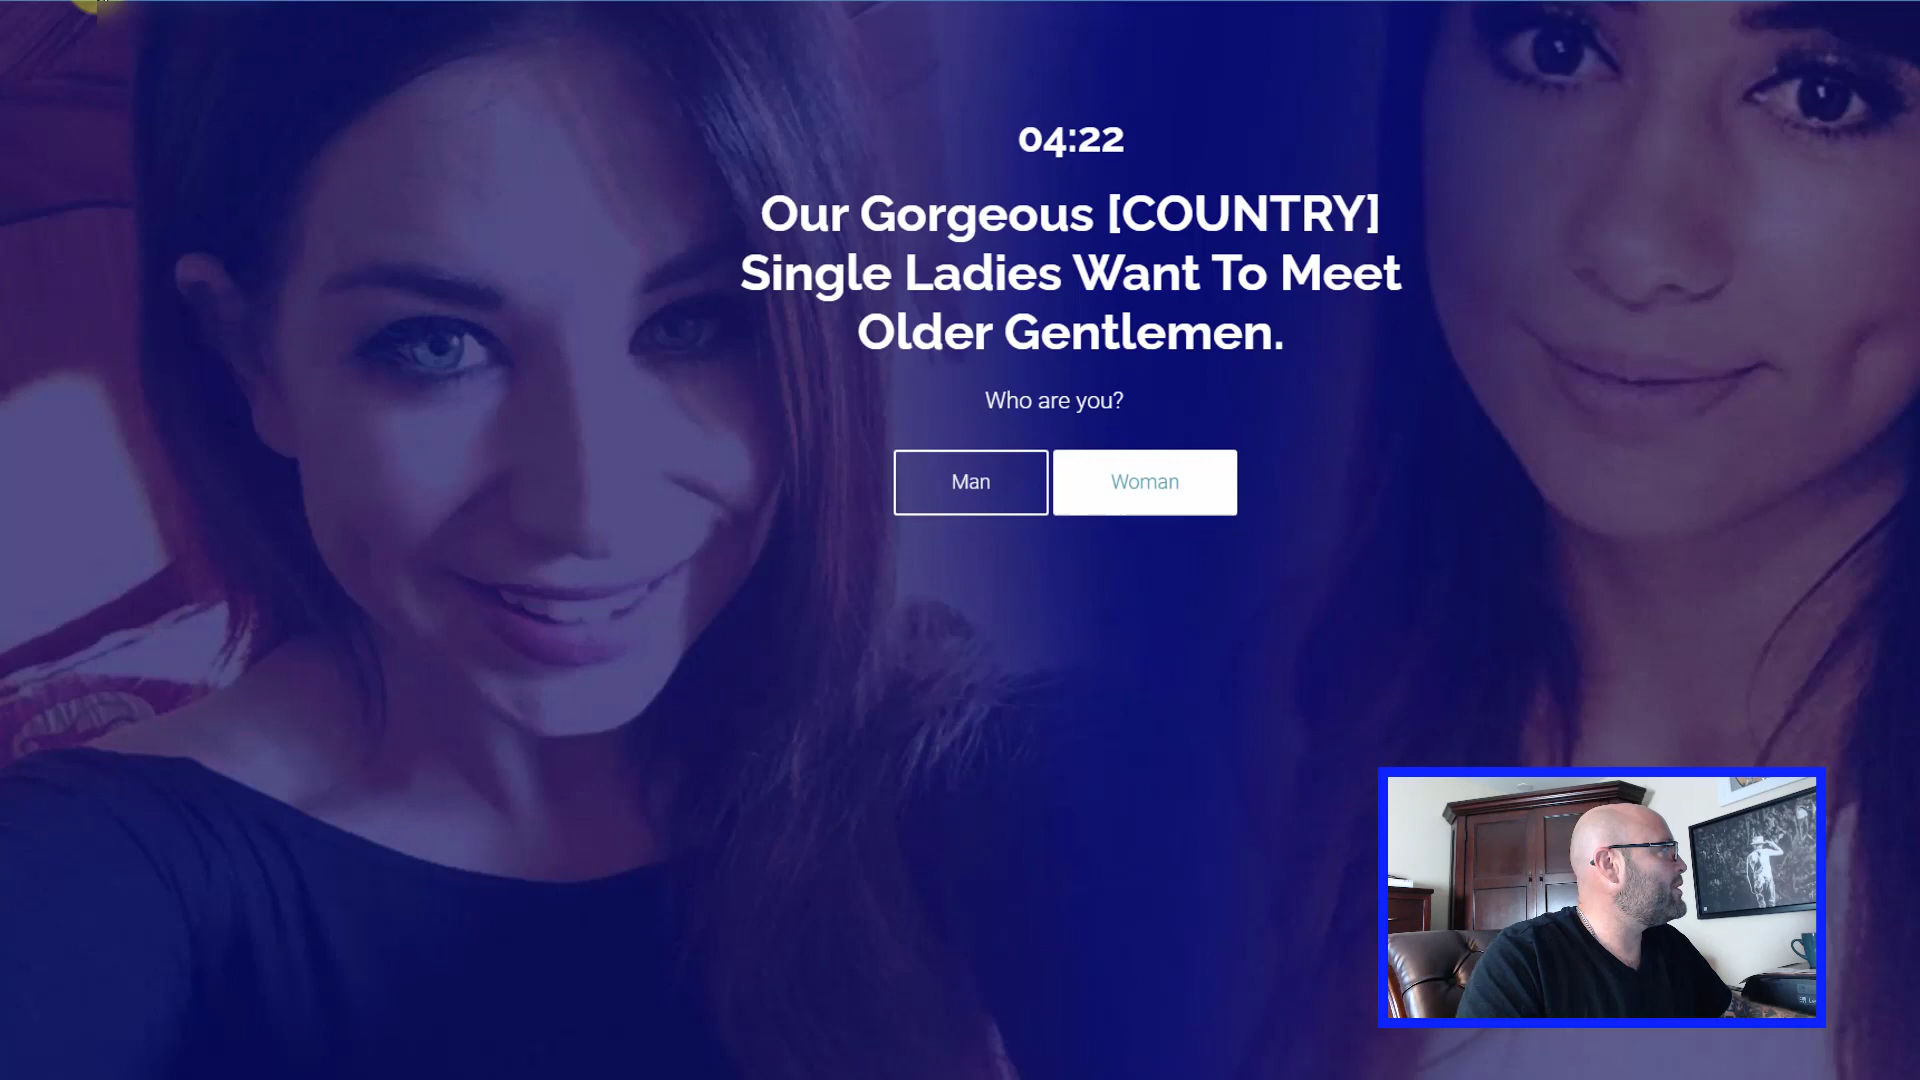 04:22
Our Gorgeous [COUNTRY]
Single Ladies Want To Meet
Older Gentlemen.
Who are you?
Man
Woman